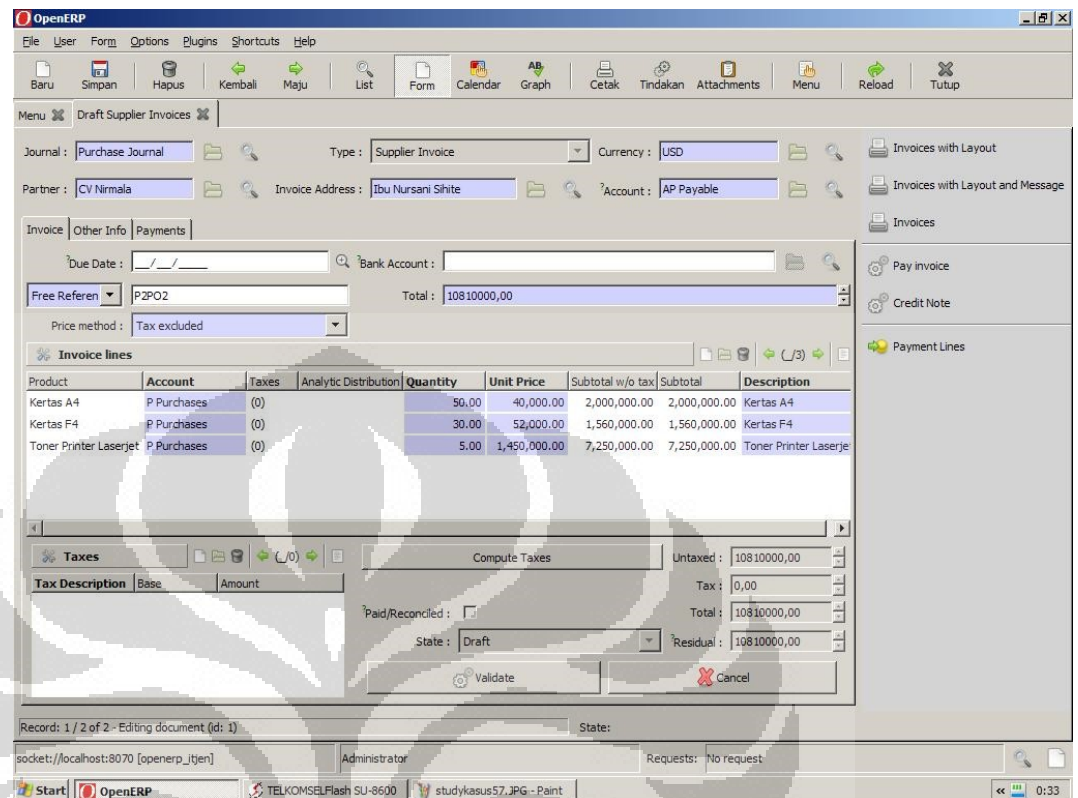 OpenERP
File User Form Options Plugins Shortcuts Help
Baru Simpan Hapus Kembali Maju List Form Calendar Graph Cetak Tindakan Attachments Menu Reload Tutup
Menu Draft Supplier Invoices
Journal : Purchase Journal Type : Supplier Invoice Currency : USD
Partner : CV Nirmala Invoice Address : Ibu Nursani Sihite ?Account : AP Payable
Invoices with Layout
Invoices with Layout and Message
Invoices
Pay invoice
Credit Note
Payment Lines
Invoice Other Info Payments
?Due Date : __/__/____ ?Bank Account :
Free Referen P2PO2 Total : 10810000,00
Price method : Tax excluded
Invoice lines (_/3)
Product Account Taxes Analytic Distribution Quantity Unit Price Subtotal w/o tax Subtotal Description
Kertas A4 P Purchases (0) 50.00 40,000.00 2,000,000.00 2,000,000.00 Kertas A4
Kertas F4 P Purchases (0) 30.00 52,000.00 1,560,000.00 1,560,000.00 Kertas F4
Toner Printer Laserjet P Purchases (0) 5.00 1,450,000.00 7,250,000.00 7,250,000.00 Toner Printer Laserje
Taxes (_/0) Compute Taxes Untaxed : 10810000,00
Tax Description Base Amount Tax : 0,00
?Paid/Reconciled : Total : 10810000,00
State : Draft ?Residual : 10810000,00
Validate Cancel
Record: 1 / 2 of 2 - Editing document (id: 1) State:
socket://localhost:8070 [openerp_itjen] Administrator Requests: No request
Start OpenERP TELKOMSELFlash SU-8600 studykasus57.JPG - Paint « 0:33